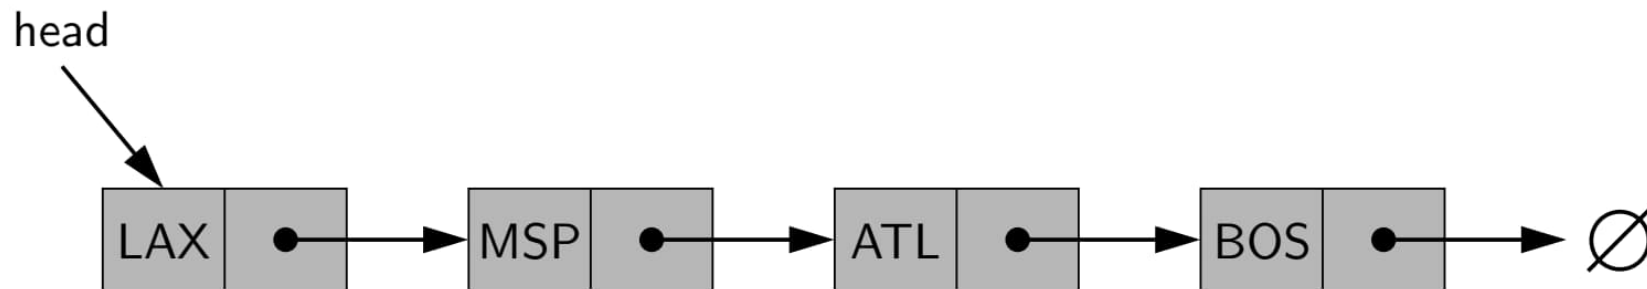 head
LAX MSP ATL BOS ∅